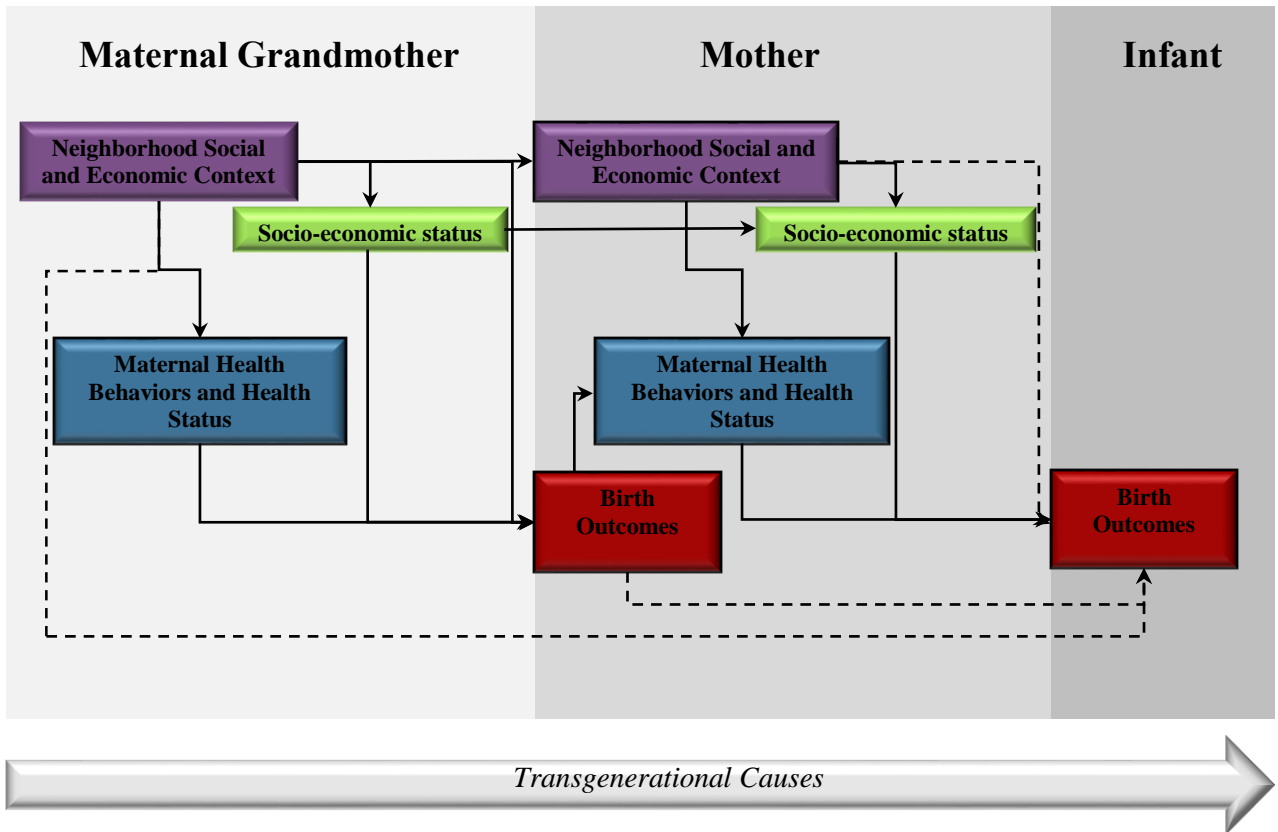 Maternal Grandmother
Mother
Infant
Neighborhood Social
and Economic Context
Neighborhood Social and
Economic Context
Socio-economic status
Socio-economic status
Maternal Health
Behaviors and Health
Status
Maternal Health
Behaviors and Health
Status
Birth
Outcomes
Birth
Outcomes
Transgenerational Causes